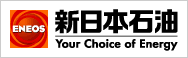 ENEOS
新日本石油
Your Choice of Energy